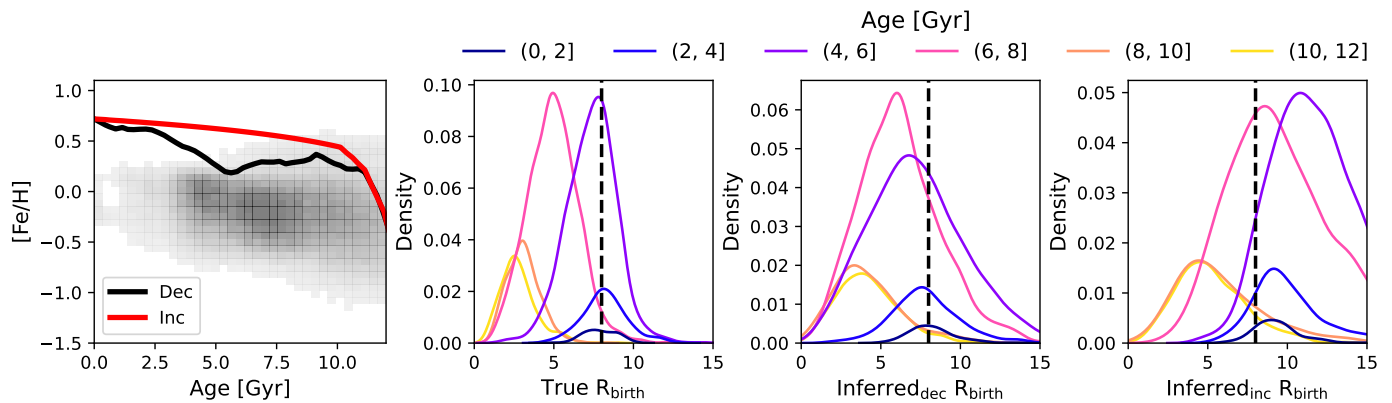 Age [Gyr]
(0, 2] (2, 4] (4, 6] (6, 8] (8, 10] (10, 12]
[Fe/H]
1.0
0.5
0.0
−0.5
−1.0
−1.5
Dec
Inc
0.0 2.5 5.0 7.5 10.0
Age [Gyr]
Density
0.10
0.08
0.06
0.04
0.02
0.00
0 5 10 15
True R_birth
Density
0.06
0.05
0.04
0.03
0.02
0.01
0.00
0 5 10 15
Inferred_dec R_birth
Density
0.05
0.04
0.03
0.02
0.01
0.00
0 5 10 15
Inferred_inc R_birth